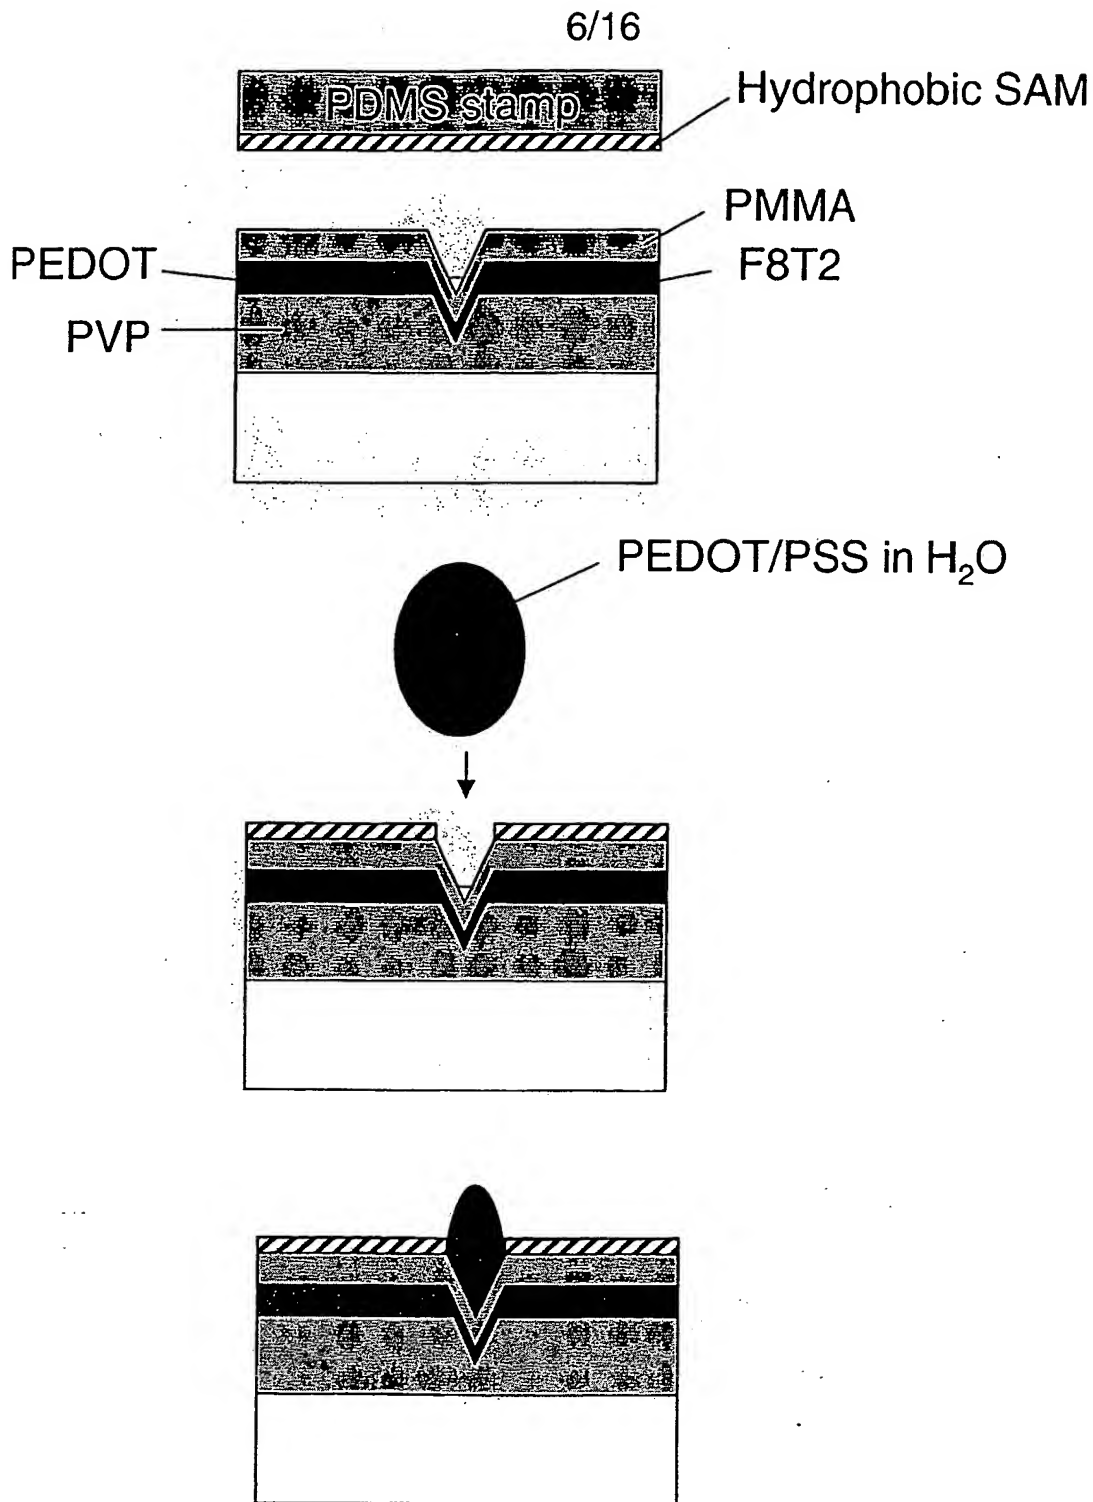 6/16
PDMS stamp
Hydrophobic SAM
PMMA
PEDOT
F8T2
PVP
PEDOT/PSS in H₂O